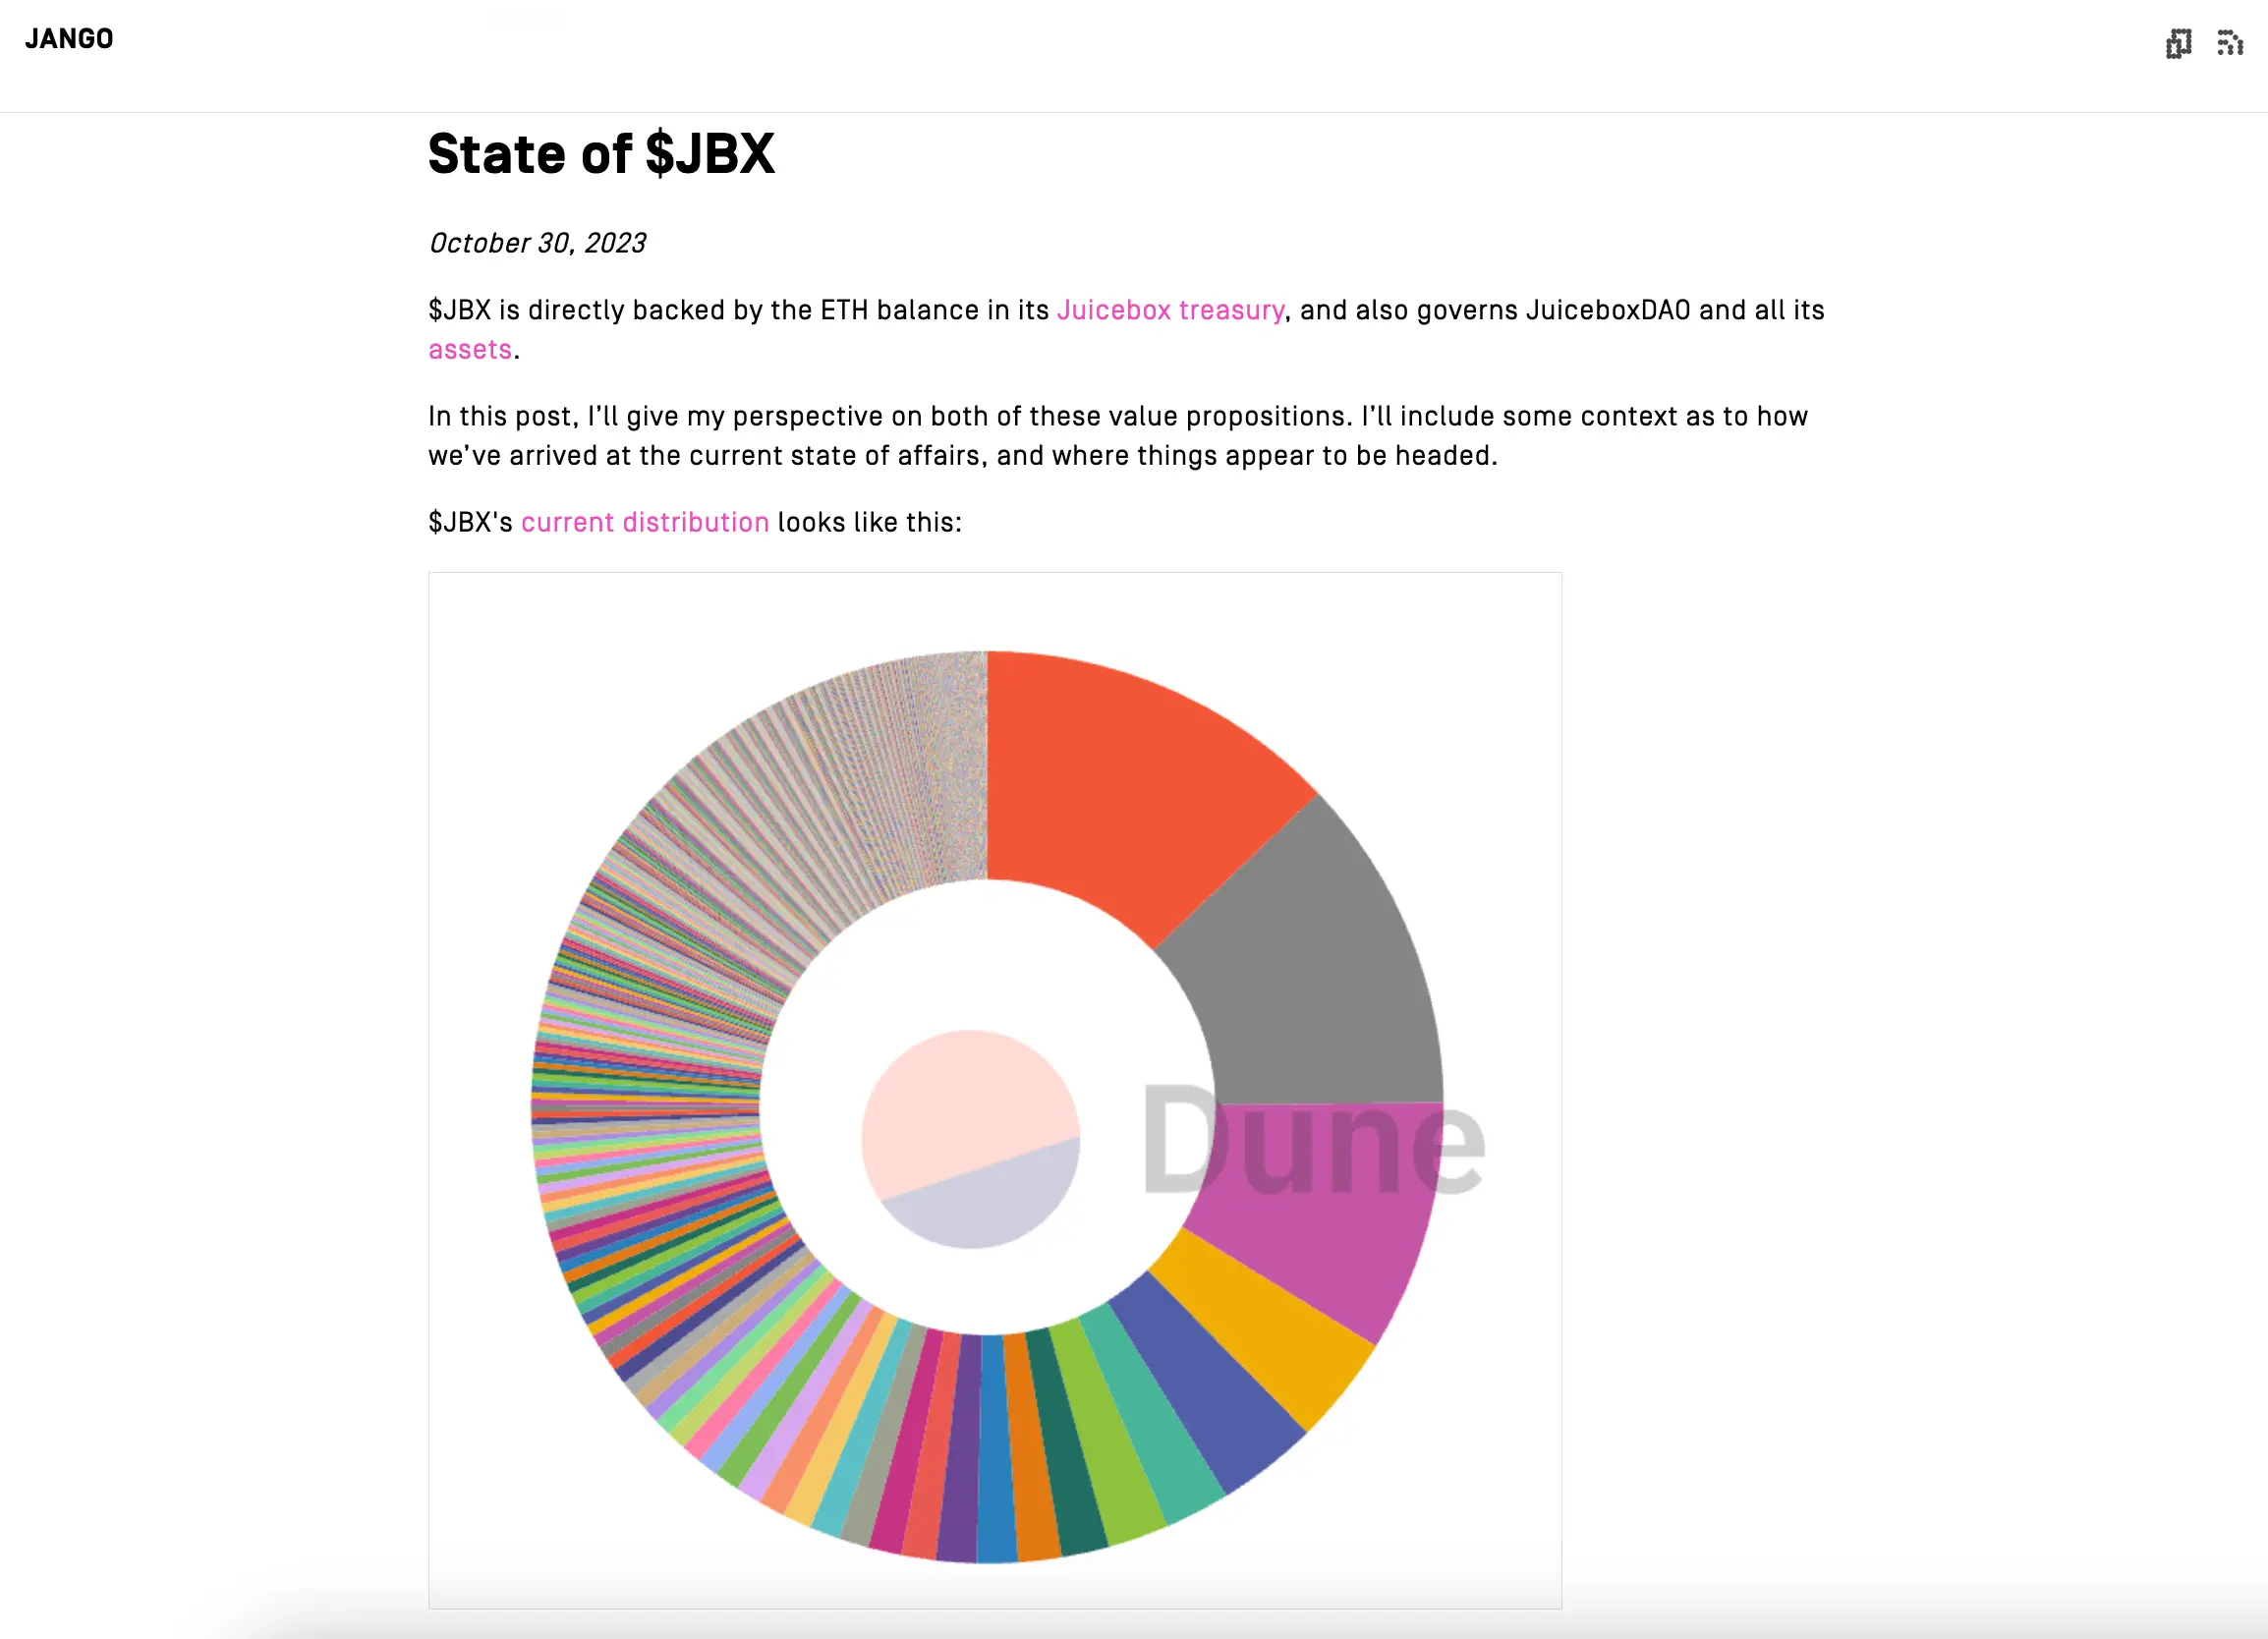 JANGO
State of $JBX
October 30, 2023
$JBX is directly backed by the ETH balance in its Juicebox treasury, and also governs JuiceboxDAO and all its
assets.
In this post, I’ll give my perspective on both of these value propositions. I’ll include some context as to how
we’ve arrived at the current state of affairs, and where things appear to be headed.
$JBX's current distribution looks like this:
Dune